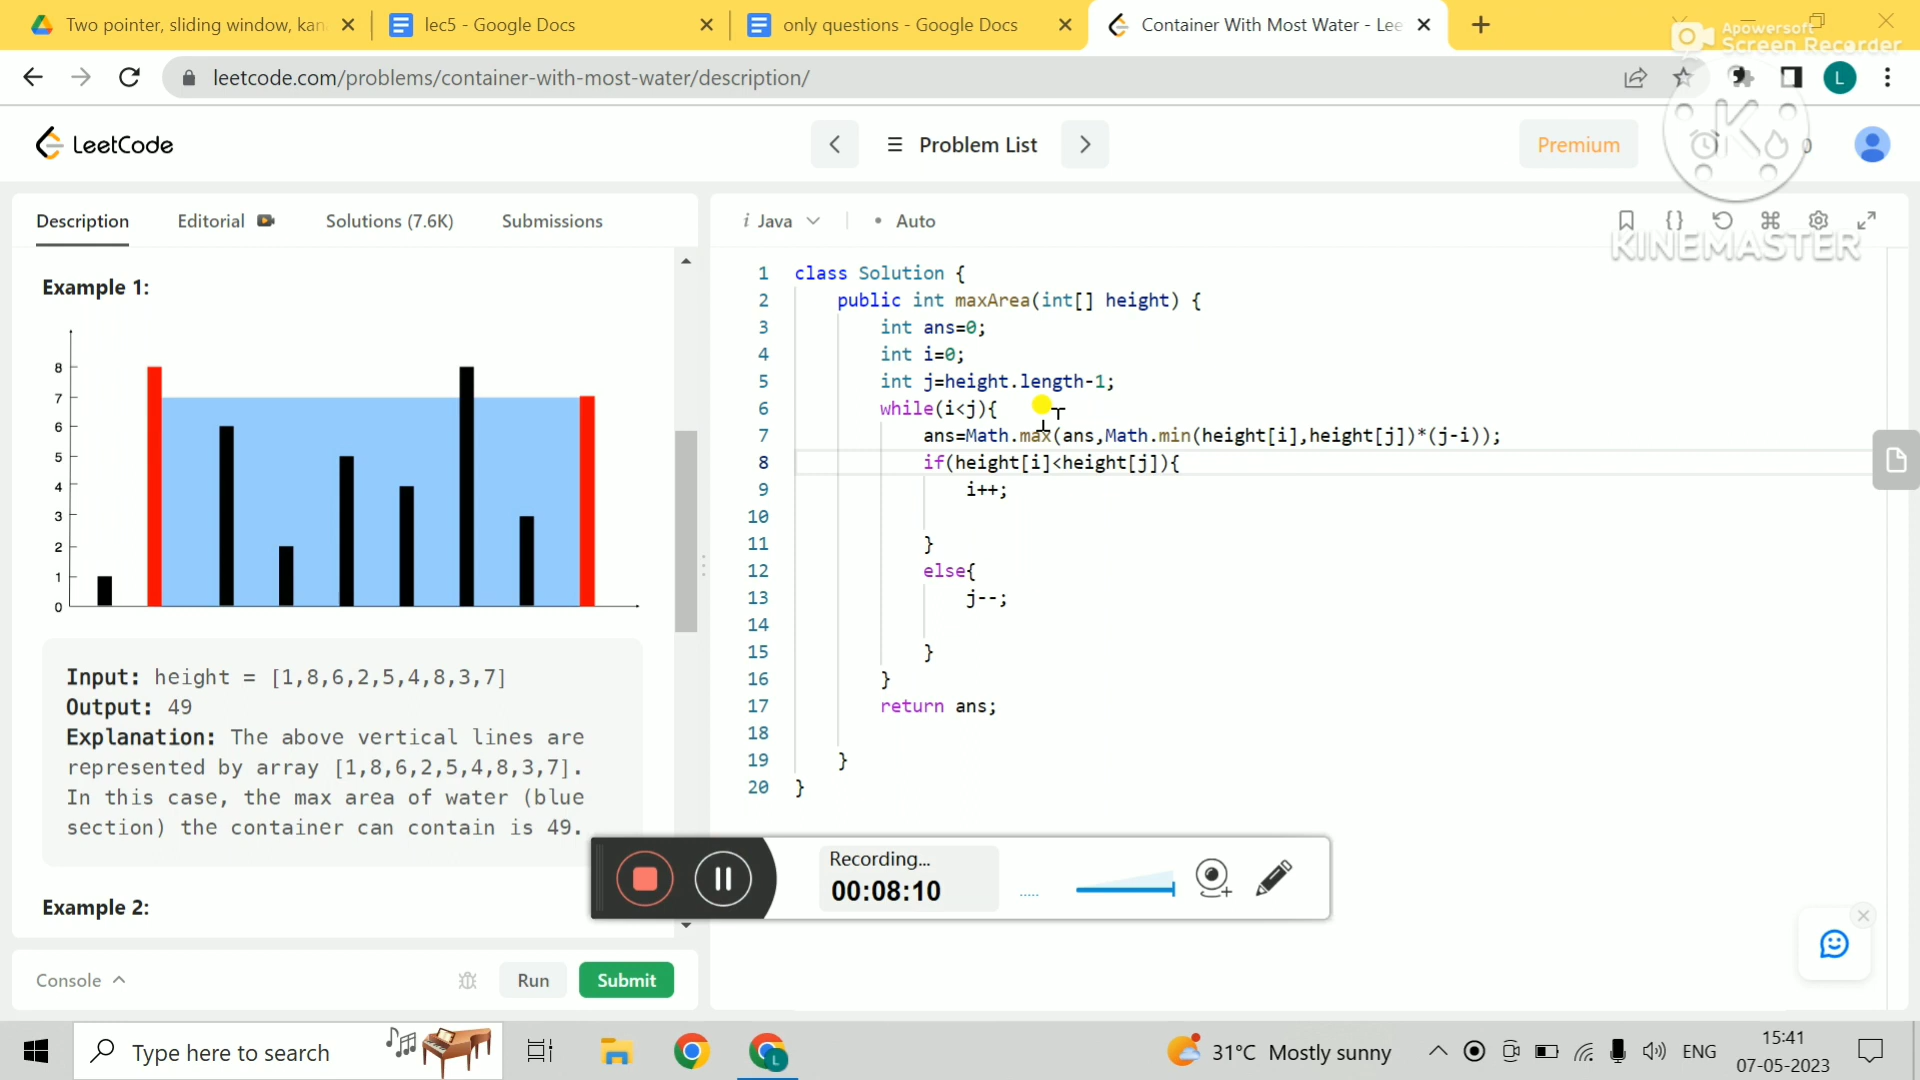 Two pointer, sliding window, kan
lec5 - Google Docs
only questions - Google Docs
Container With Most Water - Lee
Apowersoft
Screen Recorder
leetcode.com/problems/container-with-most-water/description/
L
LeetCode
Problem List
Premium
K
0
KINEMASTER
Description
Editorial
Solutions (7.6K)
Submissions
i Java
• Auto
Example 1:
8
7
6
5
4
3
2
1
0
Input: height = [1,8,6,2,5,4,8,3,7]
Output: 49
Explanation: The above vertical lines are
represented by array [1,8,6,2,5,4,8,3,7].
In this case, the max area of water (blue
section) the container can contain is 49.
Example 2:
1 class Solution {
2 public int maxArea(int[] height) {
3 int ans=0;
4 int i=0;
5 int j=height.length-1;
6 while(i<j){
7 ans=Math.max(ans,Math.min(height[i],height[j])*(j-i));
8 if(height[i]<height[j]){
9 i++;
10
11 }
12 else{
13 j--;
14
15 }
16 }
17 return ans;
18
19 }
20 }
Recording...
00:08:10
Console
Run
Submit
Type here to search
L
31°C Mostly sunny
ENG
15:41
07-05-2023